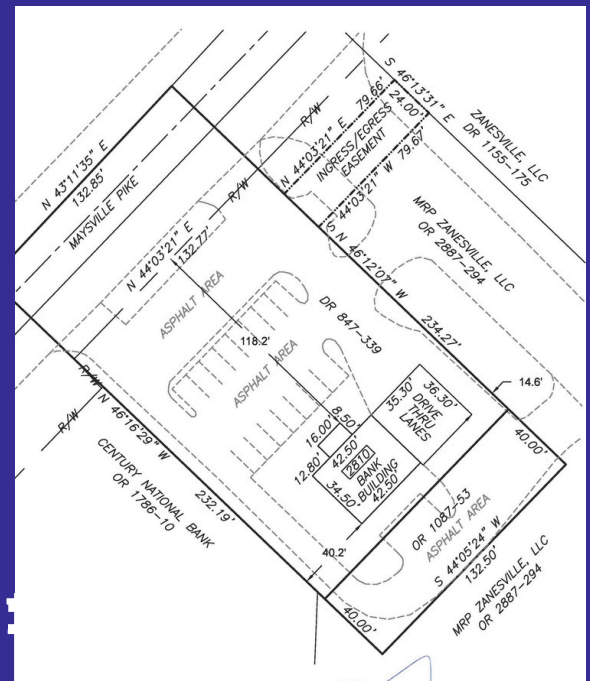 S 46°13'31" E
24.00'
ZANESVILLE, LLC
DR 1155-175
N 44°03'21" E 79.66'
INGRESS/EGRESS
EASEMENT
S 44°03'21" W 79.67'
R/W
R/W
N 43°11'35" E
132.85'
MAYSVILLE PIKE
N 44°03'21" E
132.77'
MRP ZANESVILLE, LLC
OR 2887-294
N 46°12'07" W 234.27'
ASPHALT AREA
DR 847-339
118.2'
ASPHALT AREA
14.6'
35.30'
36.30'
DRIVE
THRU
LANES
8.50'
16.00'
12.80'
42.50'
2810
BANK
BUILDING
34.50'
42.50'
40.00'
R/W
R/W
N 46°16'29" W
232.19'
CENTURY NATIONAL BANK
OR 1786-10
OR 1087-53
ASPHALT AREA
S 44°05'24" W
132.50'
40.2'
40.00'
MRP ZANESVILLE, LLC
OR 2887-294